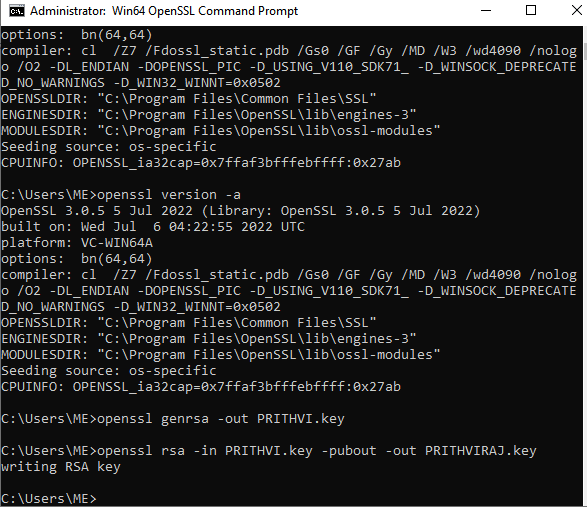 Administrator:  Win64 OpenSSL Command Prompt
options:  bn(64,64)
compiler: cl  /Z7 /Fdossl_static.pdb /Gs0 /GF /Gy /MD /W3 /wd4090 /nolog
o /O2 -DL_ENDIAN -DOPENSSL_PIC -D_USING_V110_SDK71_ -D_WINSOCK_DEPRECATE
D_NO_WARNINGS -D_WIN32_WINNT=0x0502
OPENSSLDIR: "C:\Program Files\Common Files\SSL"
ENGINESDIR: "C:\Program Files\OpenSSL\lib\engines-3"
MODULESDIR: "C:\Program Files\OpenSSL\lib\ossl-modules"
Seeding source: os-specific
CPUINFO: OPENSSL_ia32cap=0x7ffaf3bfffebffff:0x27ab
C:\Users\ME>openssl version -a
OpenSSL 3.0.5 5 Jul 2022 (Library: OpenSSL 3.0.5 5 Jul 2022)
built on: Wed Jul  6 04:22:55 2022 UTC
platform: VC-WIN64A
options:  bn(64,64)
compiler: cl  /Z7 /Fdossl_static.pdb /Gs0 /GF /Gy /MD /W3 /wd4090 /nolog
o /O2 -DL_ENDIAN -DOPENSSL_PIC -D_USING_V110_SDK71_ -D_WINSOCK_DEPRECATE
D_NO_WARNINGS -D_WIN32_WINNT=0x0502
OPENSSLDIR: "C:\Program Files\Common Files\SSL"
ENGINESDIR: "C:\Program Files\OpenSSL\lib\engines-3"
MODULESDIR: "C:\Program Files\OpenSSL\lib\ossl-modules"
Seeding source: os-specific
CPUINFO: OPENSSL_ia32cap=0x7ffaf3bfffebffff:0x27ab
C:\Users\ME>openssl genrsa -out PRITHVI.key
C:\Users\ME>openssl rsa -in PRITHVI.key -pubout -out PRITHVIRAJ.key
writing RSA key
C:\Users\ME>